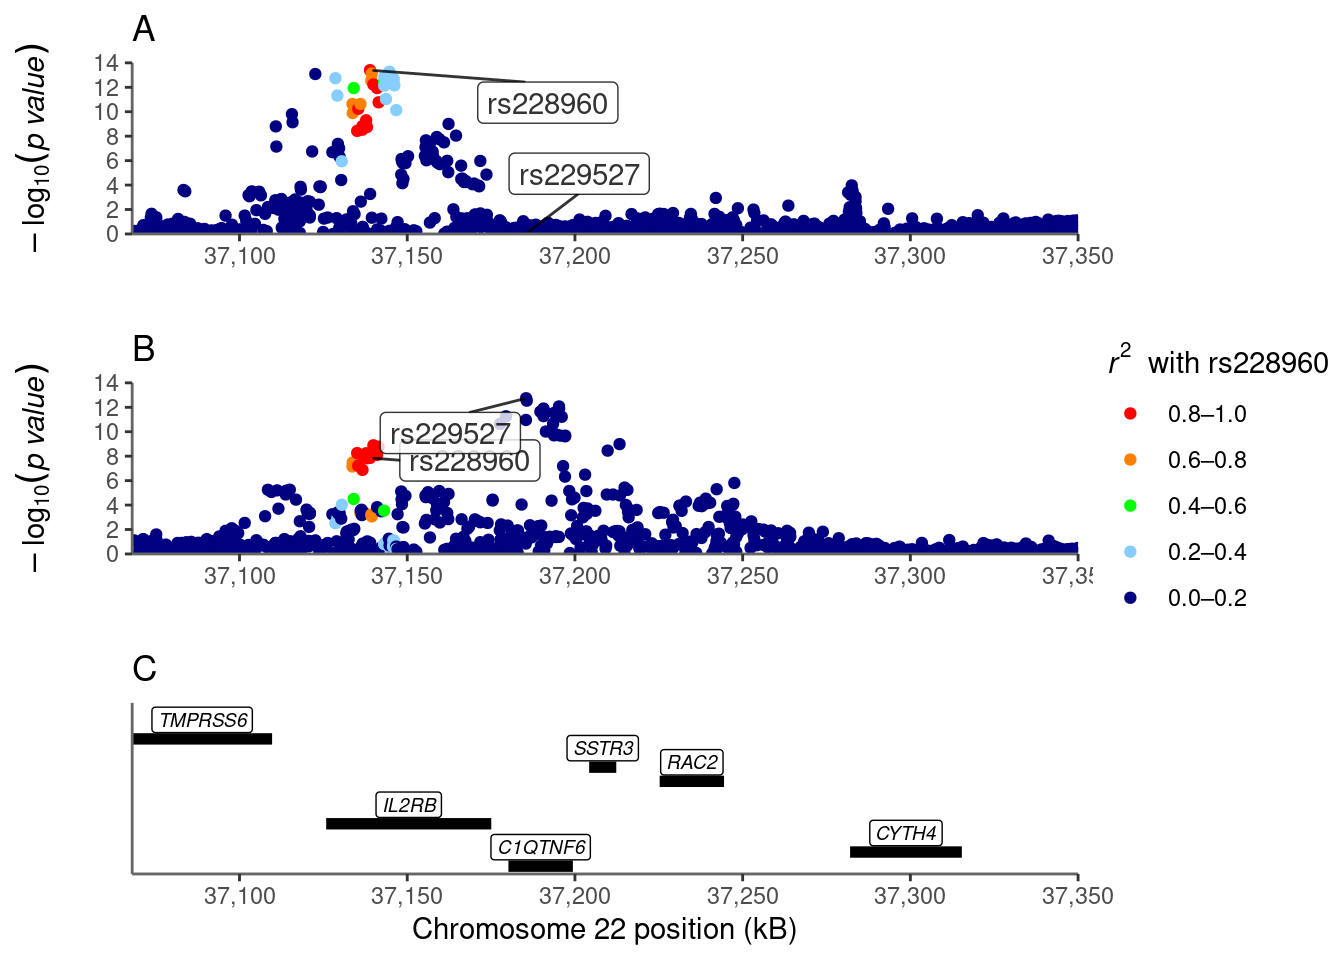 A
− log10(p value)
14
12
10
8
6
4
2
0
rs228960
rs229527
37,100 37,150 37,200 37,250 37,300 37,350
B
− log10(p value)
14
12
10
8
6
4
2
0
rs229527
rs228960
37,100 37,150 37,200 37,250 37,300 37,35
r2 with rs228960
0.8–1.0
0.6–0.8
0.4–0.6
0.2–0.4
0.0–0.2
C
TMPRSS6
SSTR3
RAC2
IL2RB
CYTH4
C1QTNF6
37,100 37,150 37,200 37,250 37,300 37,350
Chromosome 22 position (kB)